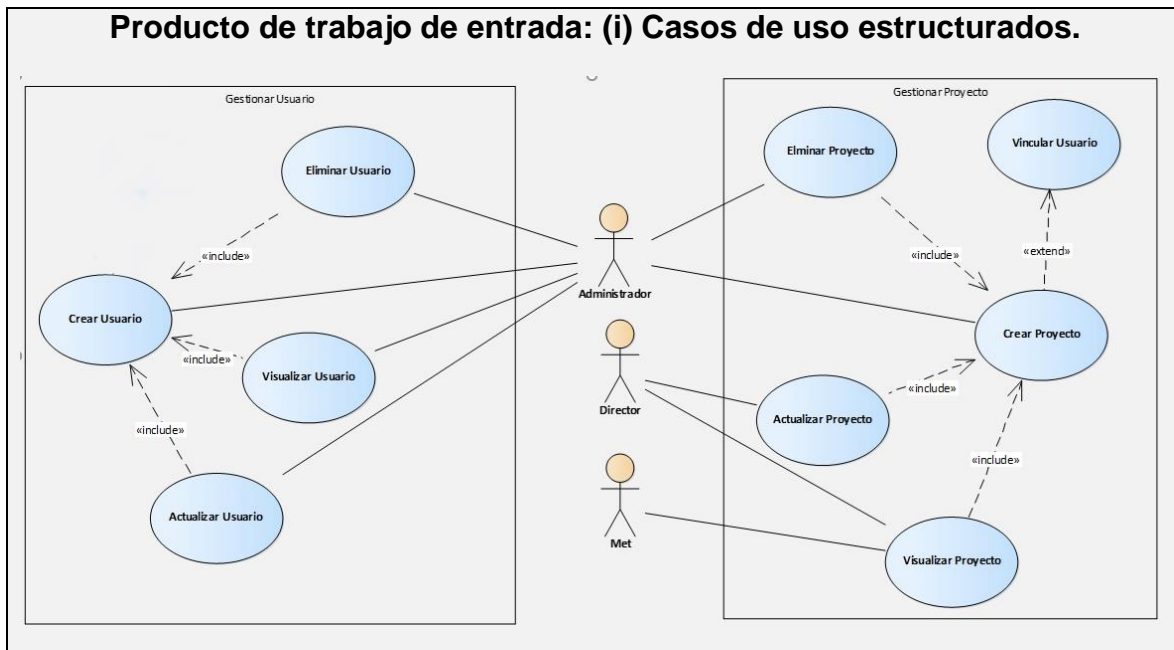 Producto de trabajo de entrada: (i) Casos de uso estructurados.
Gestionar Usuario
Eliminar Usuario
«include»
Crear Usuario
«include»
Visualizar Usuario
«include»
Actualizar Usuario
Administrador
Director
Met
Gestionar Proyecto
Elminar Proyecto
Vincular Usuario
«include»
«extend»
Crear Proyecto
«include»
Actualizar Proyecto
«include»
Visualizar Proyecto